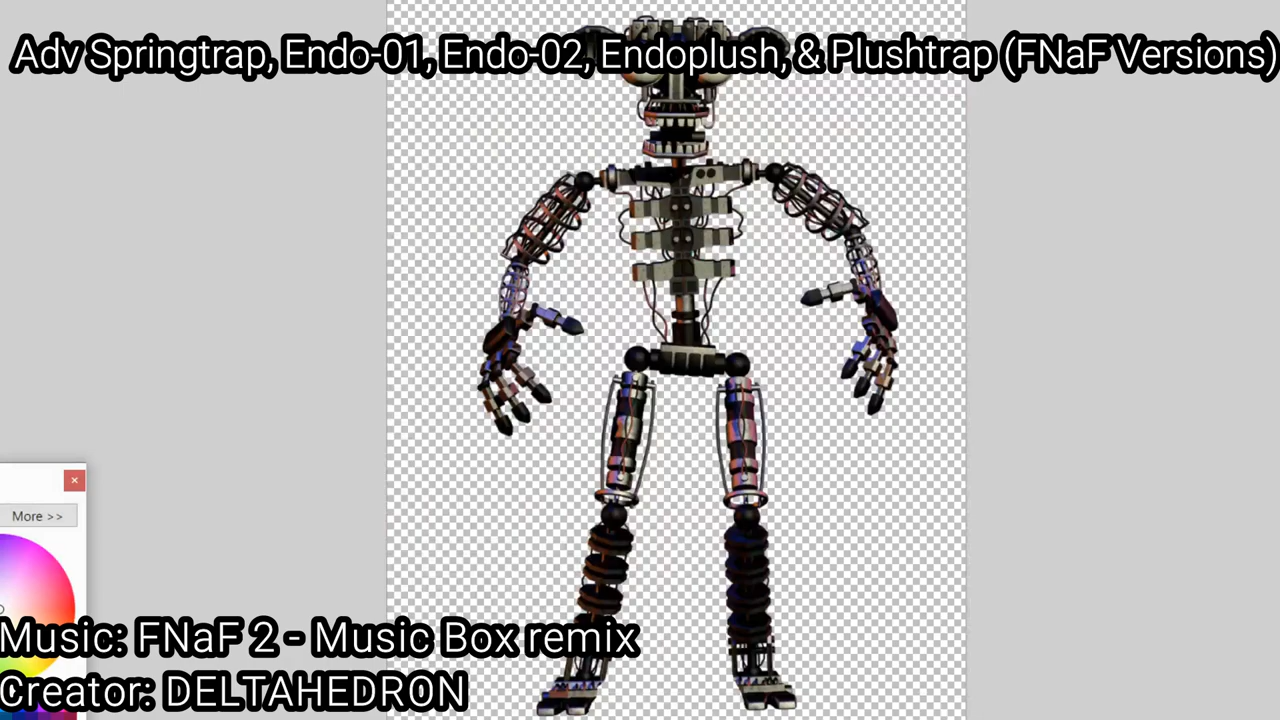 Adv Springtrap, Endo-01, Endo-02, Endoplush, & Plushtrap (FNaF Versions)
More >>
Music: FNaF 2 - Music Box remix
Creator: DELTAHEDRON